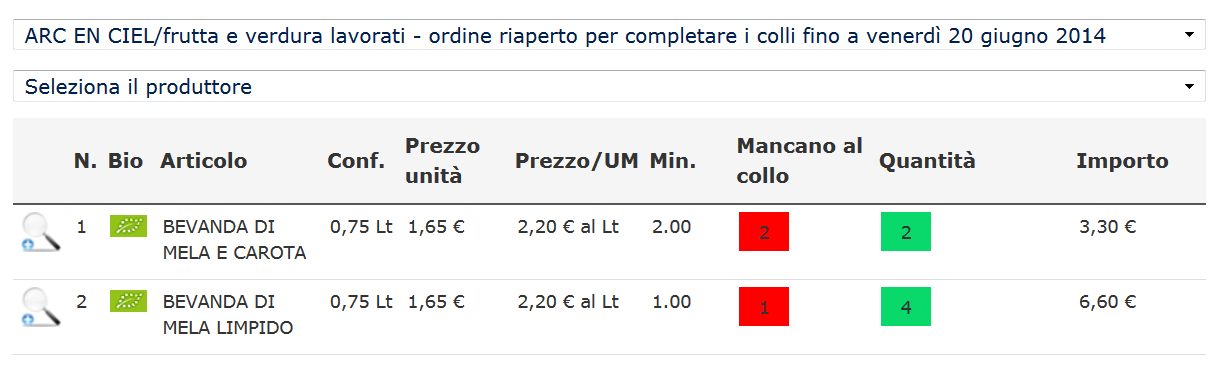 ARC EN CIEL/frutta e verdura lavorati - ordine riaperto per completare i colli fino a venerdì 20 giugno 2014
Seleziona il produttore
N. Bio Articolo Conf. Prezzo unità Prezzo/UM Min. Mancano al collo Quantità Importo
1 BEVANDA DI MELA E CAROTA 0,75 Lt 1,65 € 2,20 € al Lt 2.00 2 2 3,30 €
2 BEVANDA DI MELA LIMPIDO 0,75 Lt 1,65 € 2,20 € al Lt 1.00 1 4 6,60 €